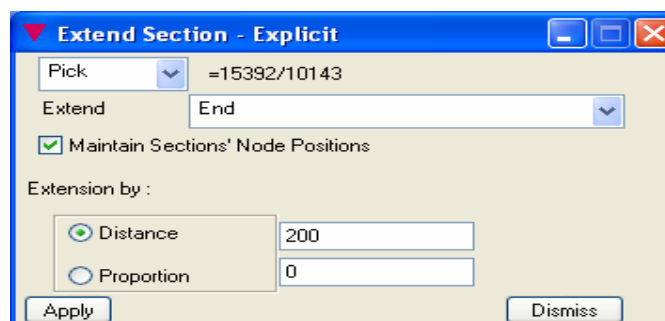 Extend Section - Explicit
Pick =15392/10143
Extend End
Maintain Sections' Node Positions
Extension by :
Distance 200
Proportion 0
Apply Dismiss